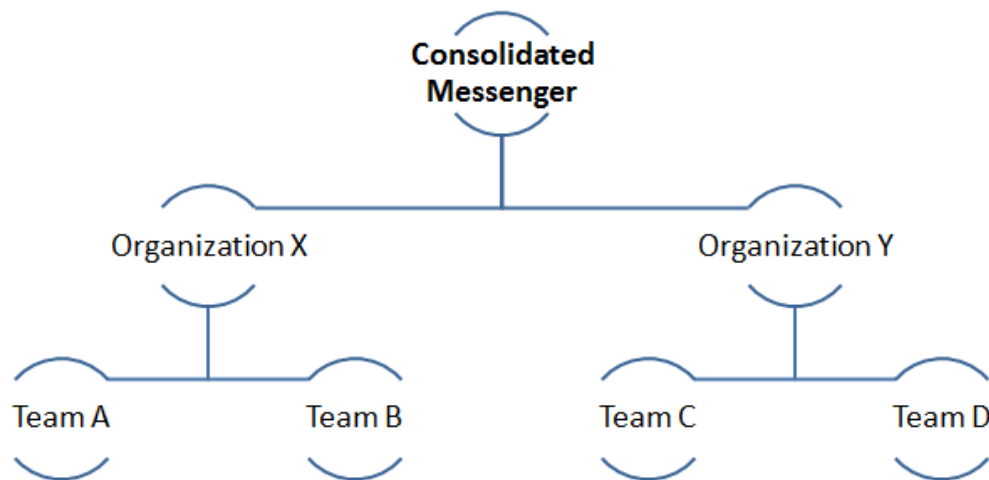 Consolidated
Messenger
Organization X
Organization Y
Team A
Team B
Team C
Team D